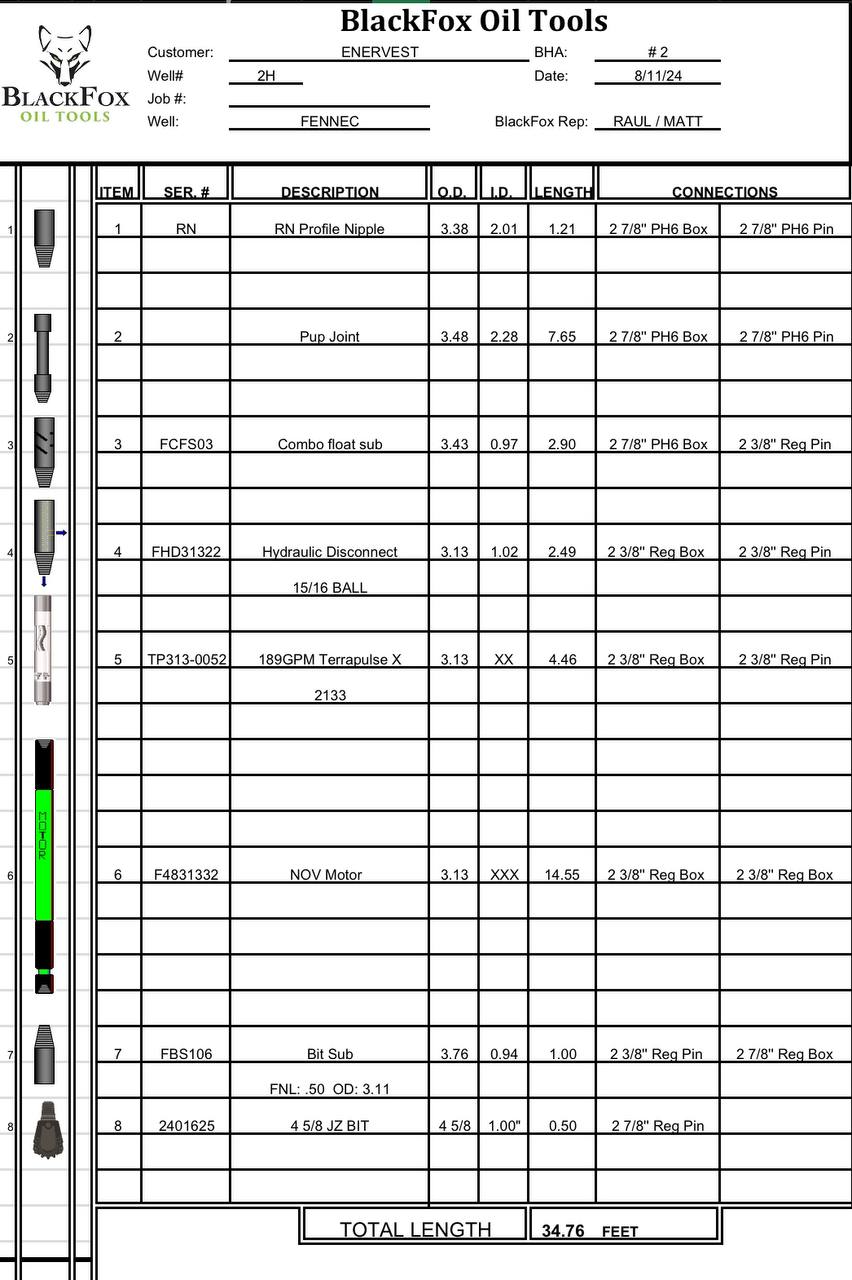 BlackFox Oil Tools
Customer: ENERVEST BHA: # 2
Well# 2H Date: 8/11/24
Job #:
Well: FENNEC BlackFox Rep: RAUL / MATT
BLACKFOX
OIL TOOLS
ITEM SER. # DESCRIPTION O.D. I.D. LENGTH CONNECTIONS
1 1 RN RN Profile Nipple 3.38 2.01 1.21 2 7/8" PH6 Box 2 7/8" PH6 Pin
2 2 Pup Joint 3.48 2.28 7.65 2 7/8" PH6 Box 2 7/8" PH6 Pin
3 3 FCFS03 Combo float sub 3.43 0.97 2.90 2 7/8" PH6 Box 2 3/8" Reg Pin
4 4 FHD31322 Hydraulic Disconnect 3.13 1.02 2.49 2 3/8" Reg Box 2 3/8" Reg Pin
15/16 BALL
5 5 TP313-0052 189GPM Terrapulse X 3.13 XX 4.46 2 3/8" Reg Box 2 3/8" Reg Pin
2133
MOTOR
6 6 F4831332 NOV Motor 3.13 XXX 14.55 2 3/8" Reg Box 2 3/8" Reg Box
7 7 FBS106 Bit Sub 3.76 0.94 1.00 2 3/8" Reg Pin 2 7/8" Reg Box
FNL: .50 OD: 3.11
8 8 2401625 4 5/8 JZ BIT 4 5/8 1.00" 0.50 2 7/8" Reg Pin
TOTAL LENGTH 34.76 FEET